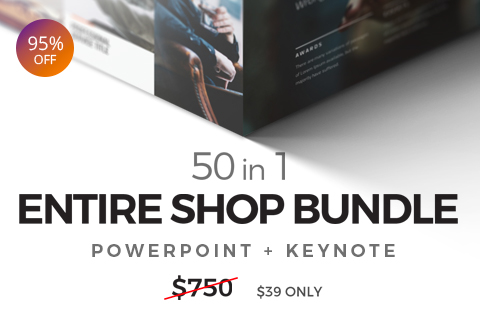 95%
OFF
AWARDS
50 in 1
ENTIRE SHOP BUNDLE
POWERPOINT + KEYNOTE
$750 $39 ONLY